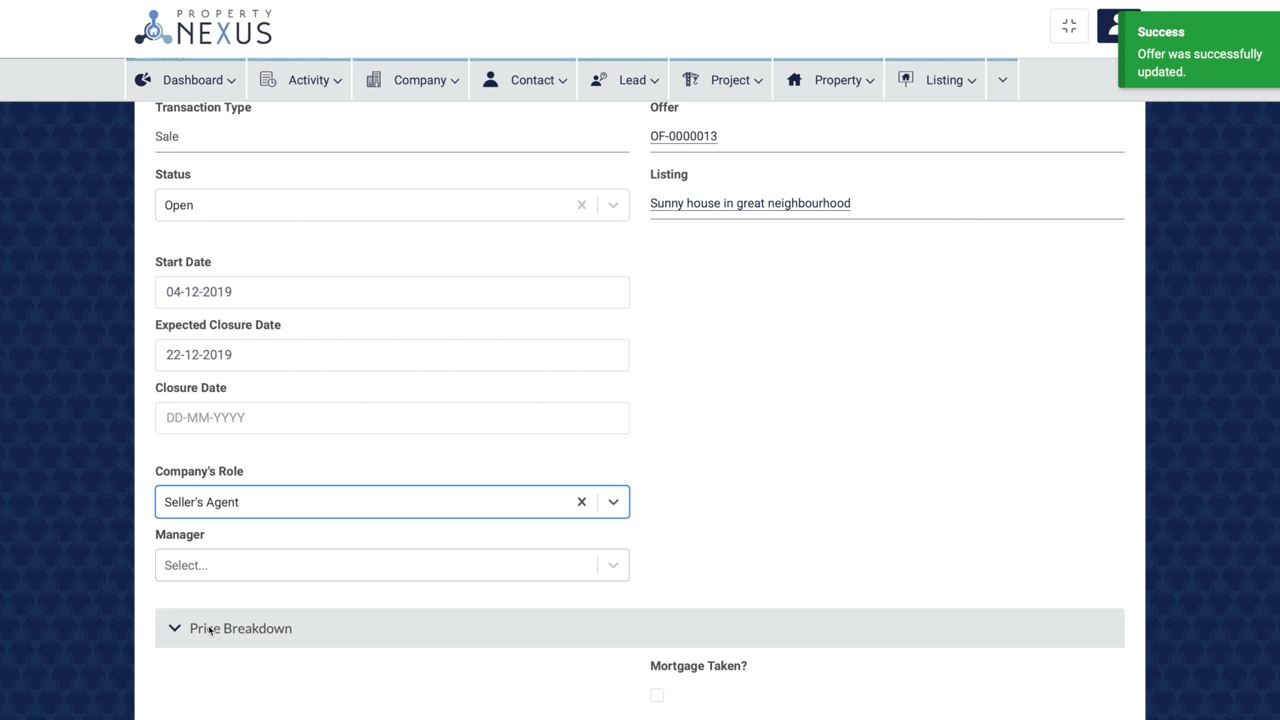 PROPERTY
NEXUS
Success
Offer was successfully
updated.
Dashboard
Activity
Company
Contact
Lead
Project
Property
Listing
Transaction Type
Sale
Offer
OF-0000013
Status
Open
Listing
Sunny house in great neighbourhood
Start Date
04-12-2019
Expected Closure Date
22-12-2019
Closure Date
DD-MM-YYYY
Company's Role
Seller's Agent
Manager
Select...
Price Breakdown
Mortgage Taken?